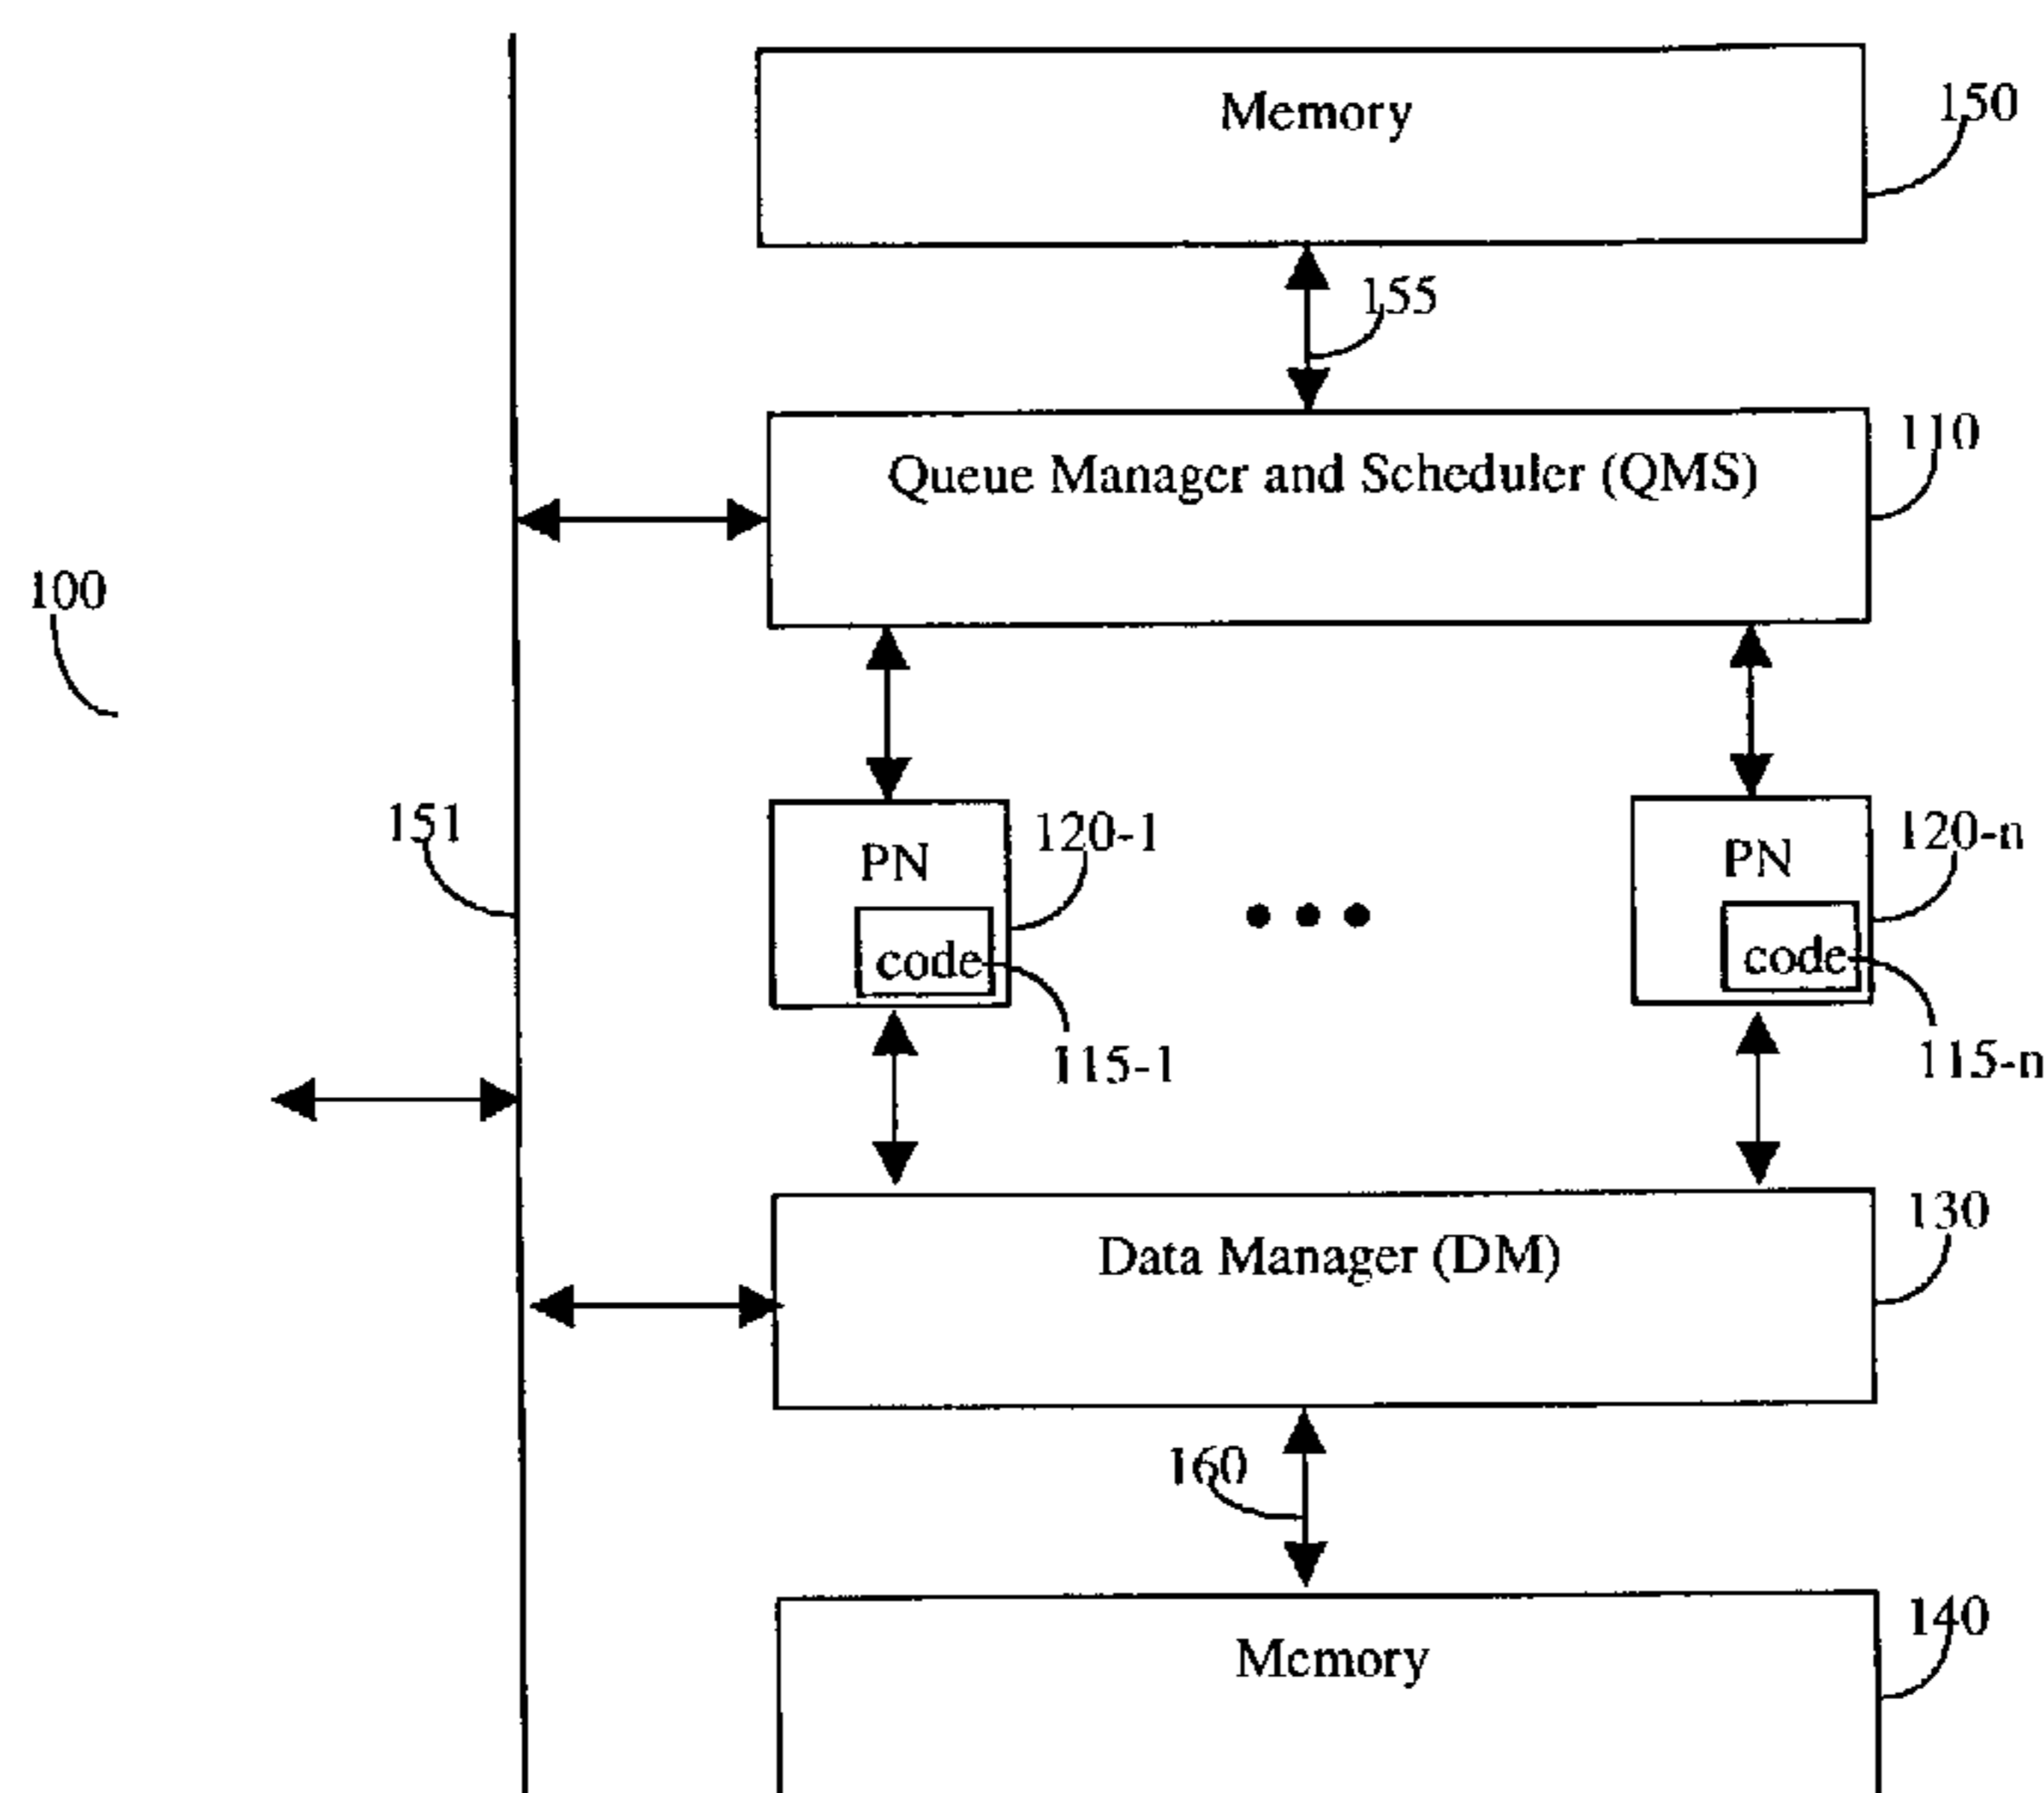 Memory
150
155
110
Queue Manager and Scheduler (QMS)
100
151
PN
120-1
PN
120-n
code
code
115-1
115-n
130
Data Manager (DM)
160
140
Memory